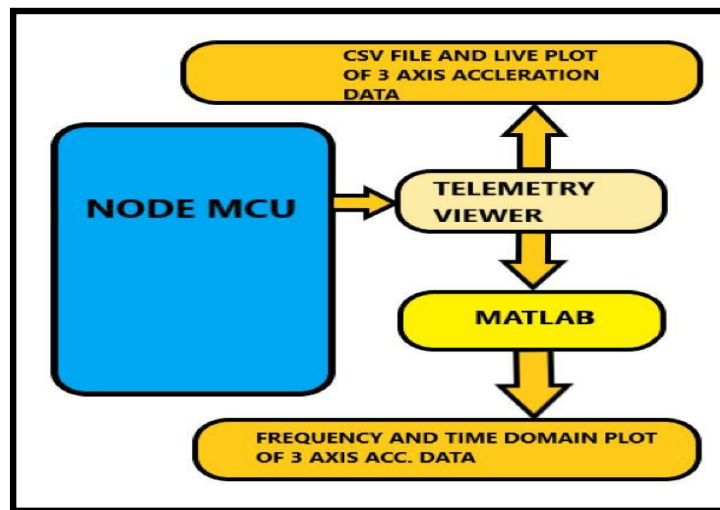 CSV FILE AND LIVE PLOT
OF 3 AXIS ACCLERATION
DATA
NODE MCU
TELEMETRY
VIEWER
MATLAB
FREQUENCY AND TIME DOMAIN PLOT
OF 3 AXIS ACC. DATA